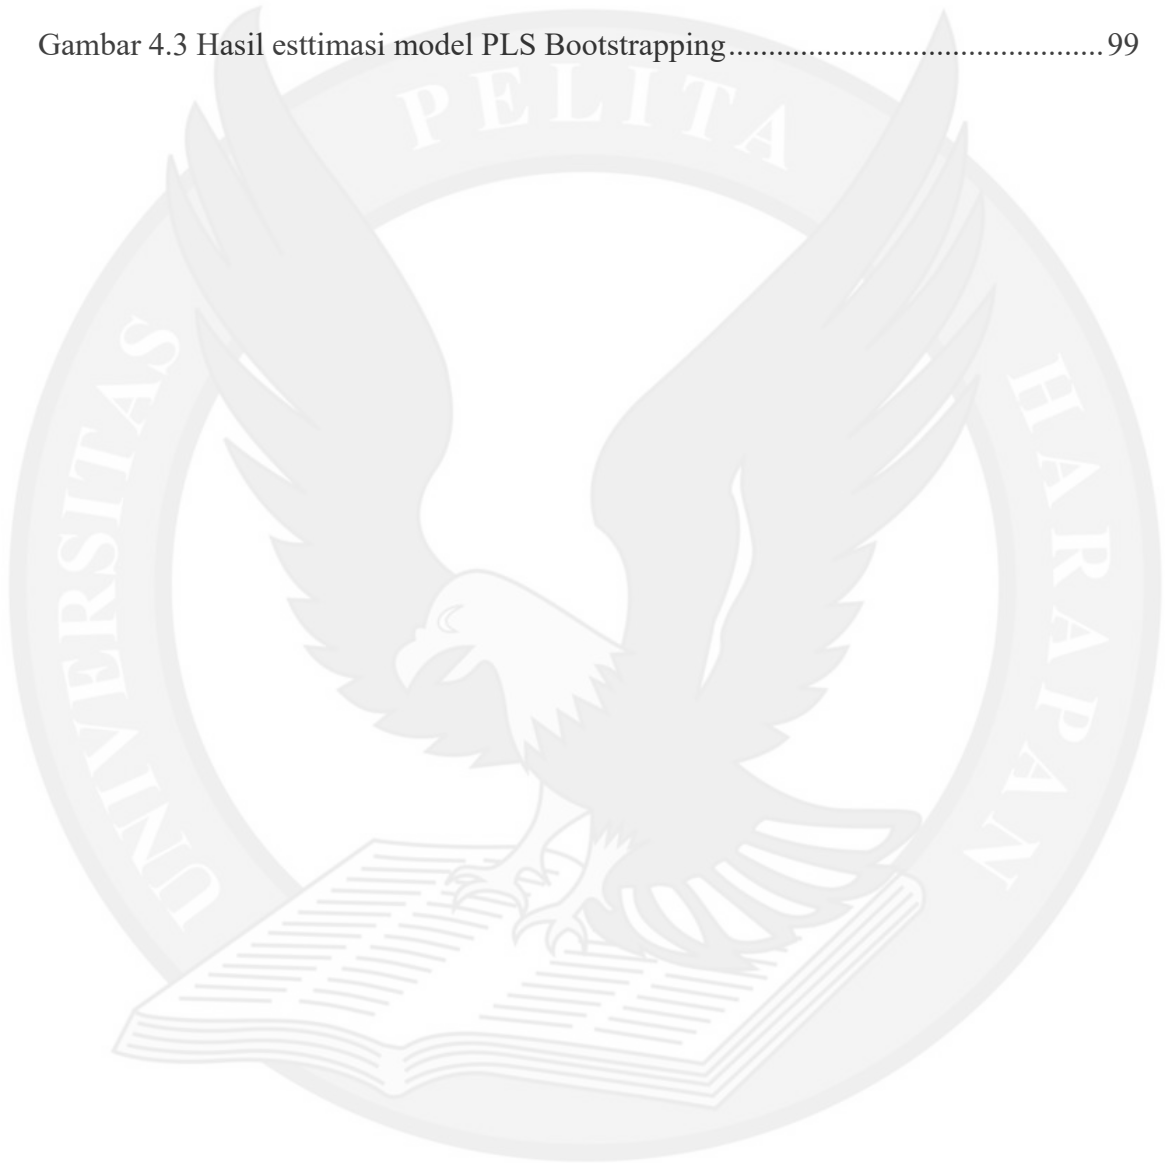 Gambar 4.3 Hasil esttimasi model PLS Bootstrapping............................................... 99
PELITA
UNIVERSITAS
HARAPAN